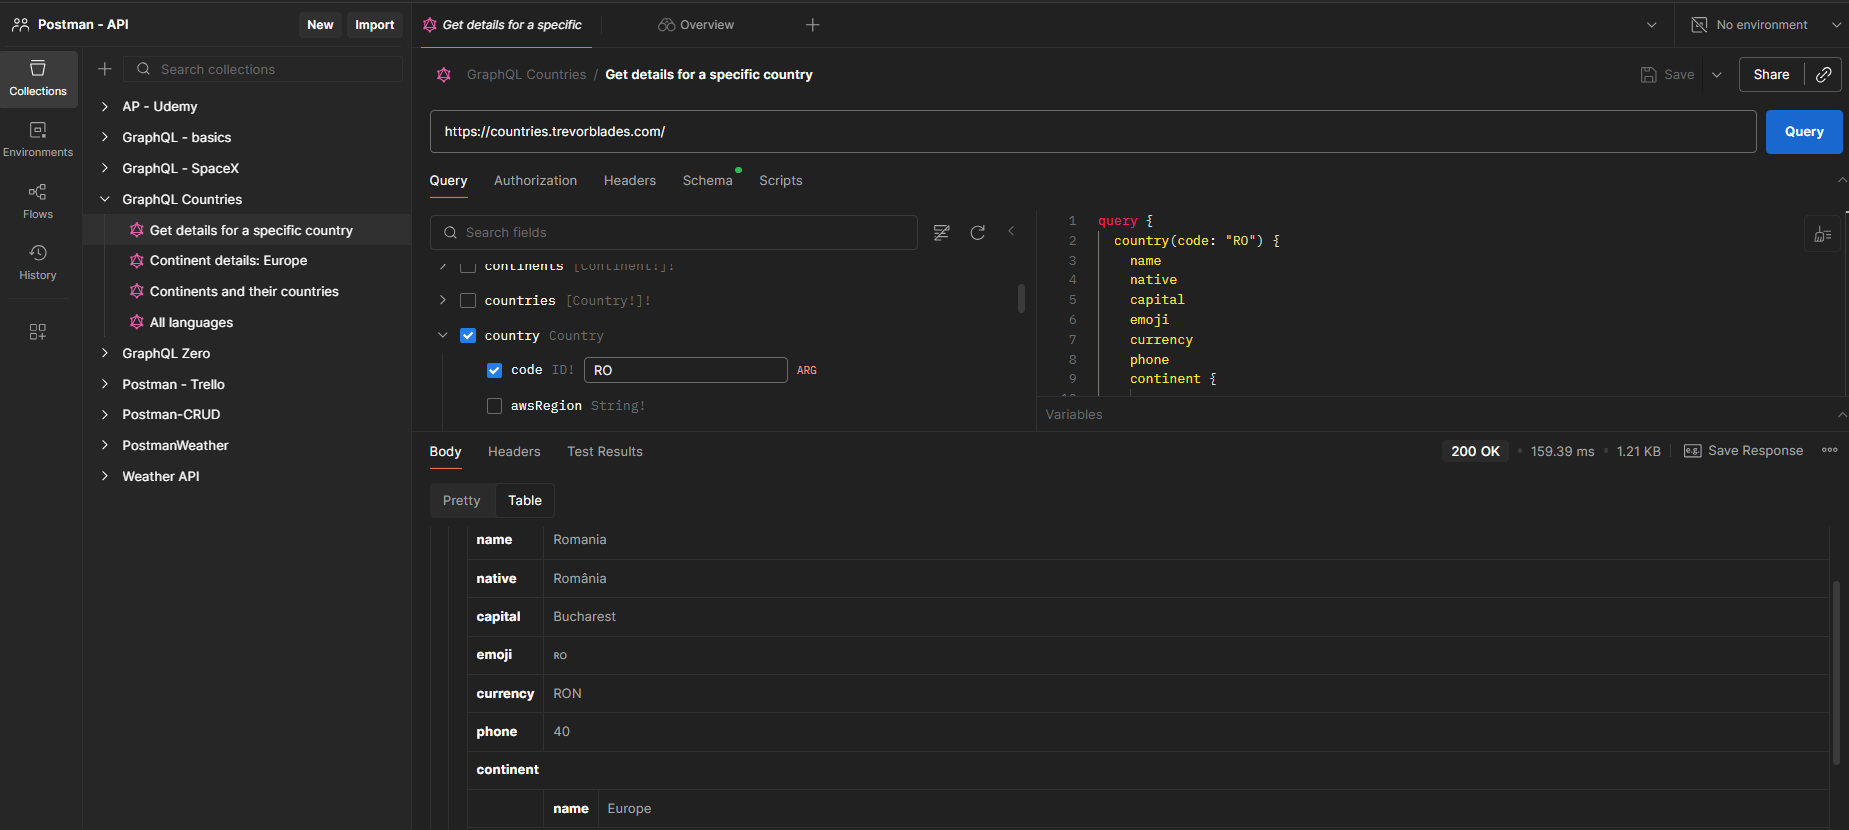 Postman - API
New
Import
Get details for a specific
Overview
No environment
Collections
Search collections
GraphQL Countries / Get details for a specific country
Save
Share
AP - Udemy
https://countries.trevorblades.com/
Query
Environments
GraphQL - basics
GraphQL - SpaceX
Query
Authorization
Headers
Schema
Scripts
Flows
GraphQL Countries
Get details for a specific country
Search fields
Continent details: Europe
History
Continents and their countries
All languages
GraphQL Zero
Postman - Trello
Postman-CRUD
PostmanWeather
Weather API
continents [Continent!]!
countries [Country!]!
country Country
code ID! RO ARG
awsRegion String!
1 query {
2 country(code: "RO") {
3 name
4 native
5 capital
6 emoji
7 currency
8 phone
9 continent {
10
Variables
Body
Headers
Test Results
200 OK • 159.39 ms • 1.21 KB
e.g. Save Response
Pretty
Table
name Romania
native România
capital Bucharest
emoji RO
currency RON
phone 40
continent
name Europe